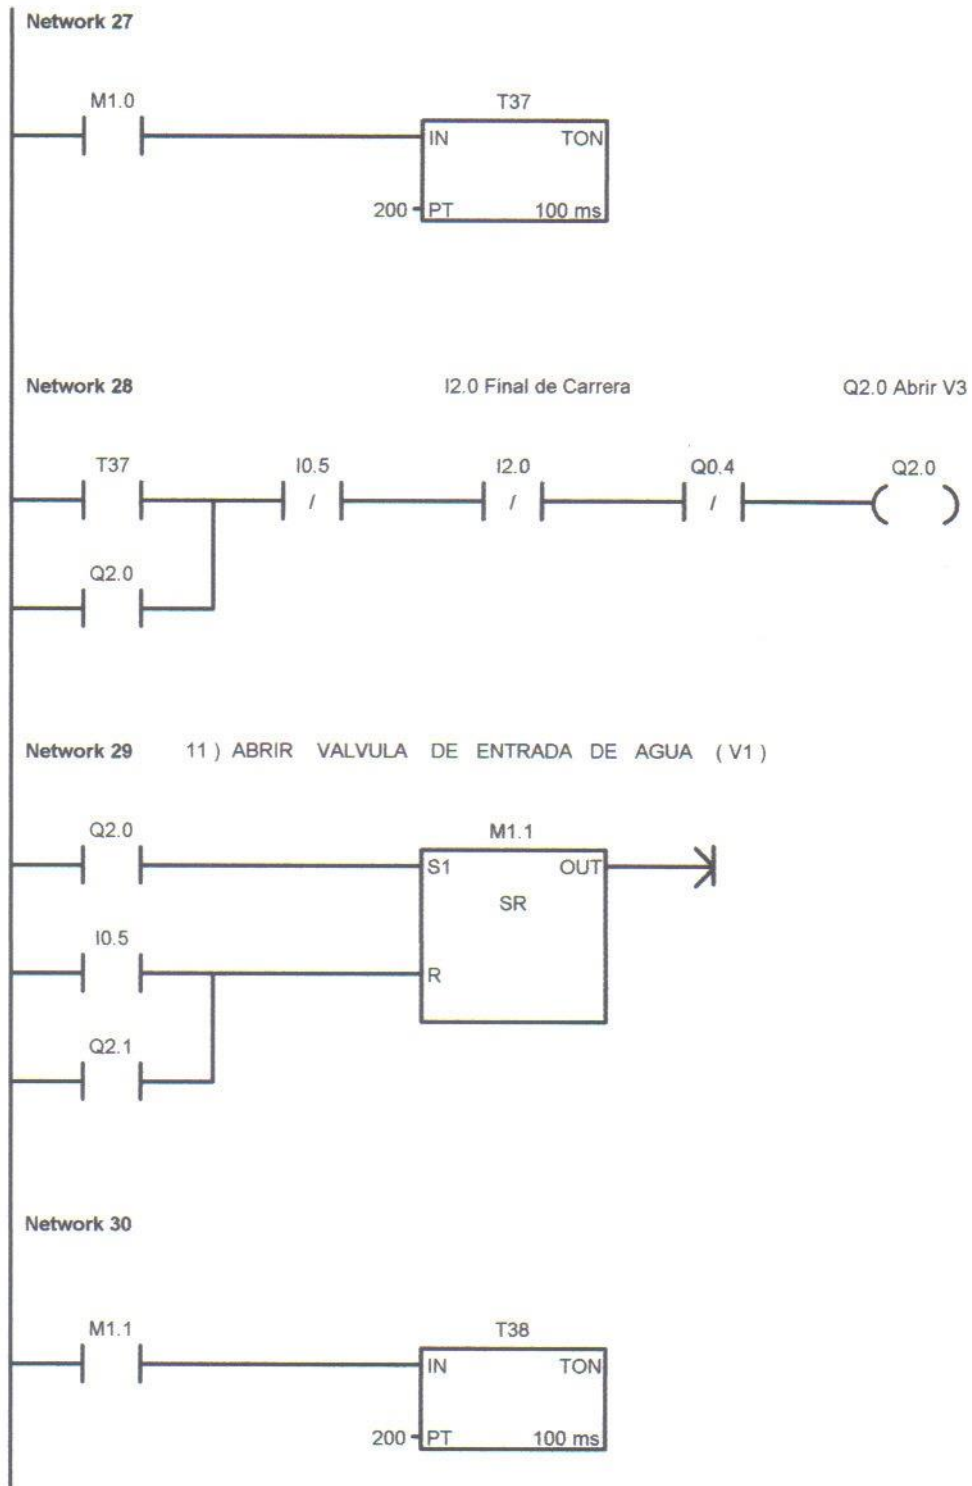 Network 27
M1.0
T37
IN TON
200 PT 100 ms
Network 28 I2.0 Final de Carrera Q2.0 Abrir V3
T37 I0.5 I2.0 Q0.4 Q2.0
/ / /
Q2.0
Network 29 11 ) ABRIR VALVULA DE ENTRADA DE AGUA ( V1 )
Q2.0 M1.1
S1 OUT
SR
I0.5
R
Q2.1
Network 30
M1.1 T38
IN TON
200 PT 100 ms